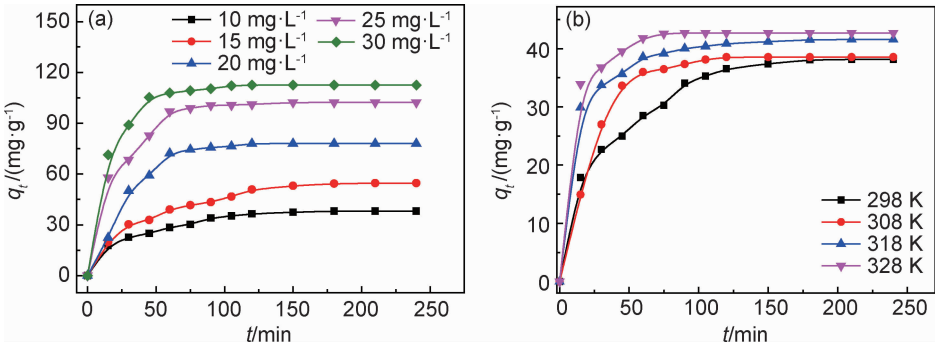 (a)
10 mg·L⁻¹
15 mg·L⁻¹
20 mg·L⁻¹
25 mg·L⁻¹
30 mg·L⁻¹
150
120
90
60
30
0
qt/(mg·g⁻¹)
0 50 100 150 200 250
t/min
(b)
40
30
20
10
0
qt/(mg·g⁻¹)
298 K
308 K
318 K
328 K
0 50 100 150 200 250
t/min